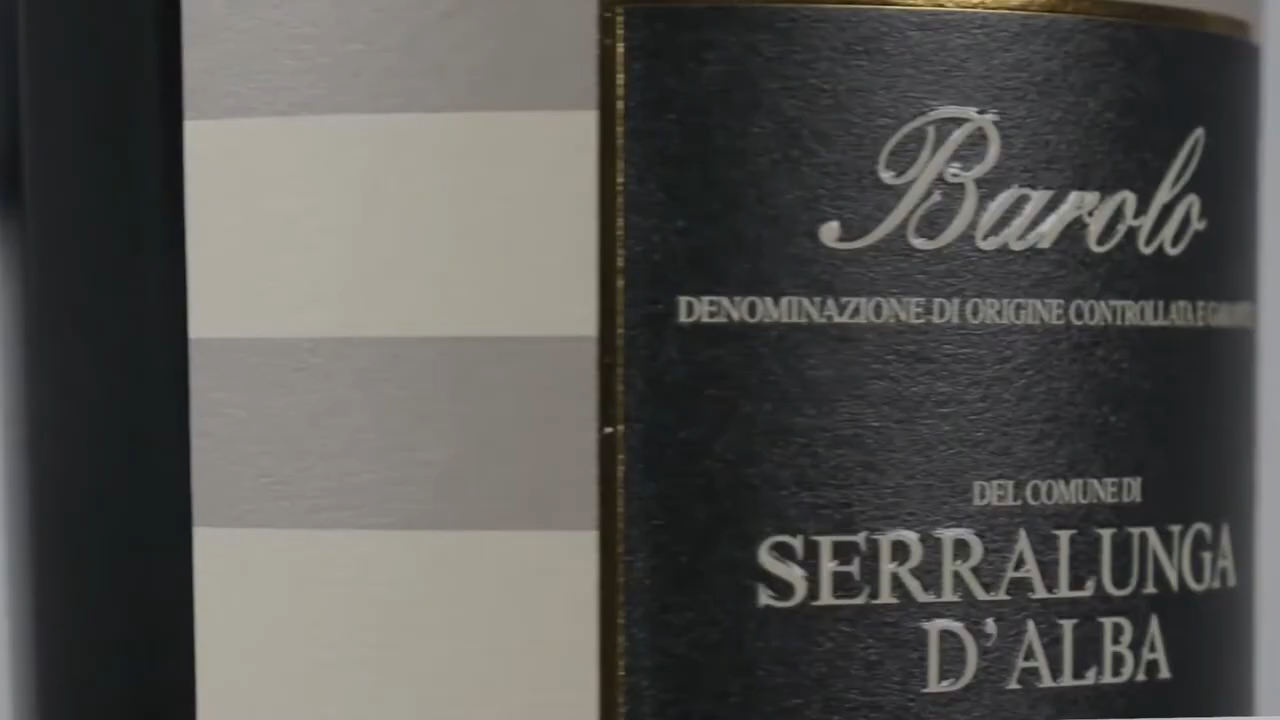 Barolo
DENOMINAZIONE DI ORIGINE CONTROLLATA E
DEL COMUNE DI
SERRALUNGA
D'ALBA